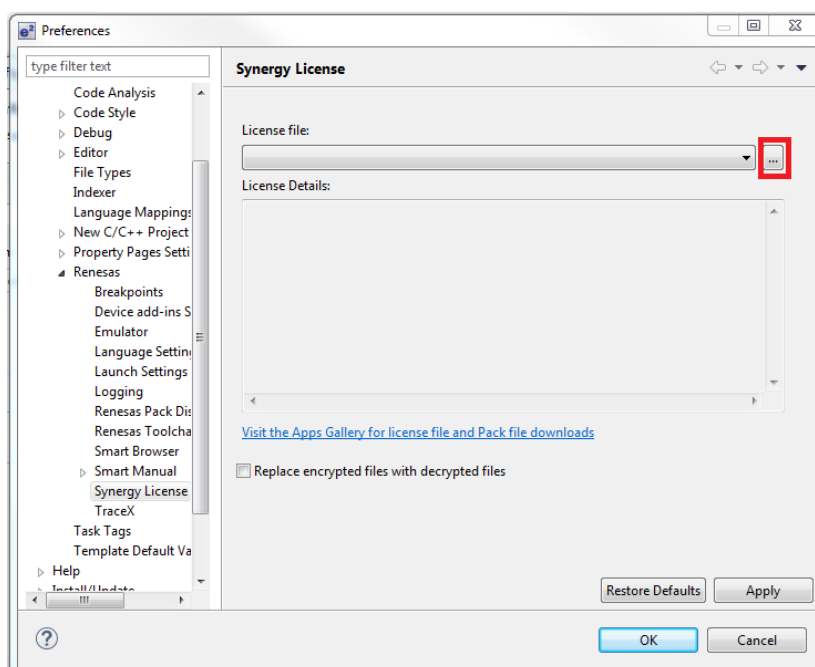 e² Preferences
type filter text
Code Analysis
Code Style
Debug
Editor
File Types
Indexer
Language Mappings
New C/C++ Project
Property Pages Setti
Renesas
Breakpoints
Device add-ins S
Emulator
Language Setting
Launch Settings
Logging
Renesas Pack Dis
Renesas Toolcha
Smart Browser
Smart Manual
Synergy License
TraceX
Task Tags
Template Default Va
Help
Install/Update
Synergy License
License file:
...
License Details:
Visit the Apps Gallery for license file and Pack file downloads
Replace encrypted files with decrypted files
Restore Defaults
Apply
?
OK
Cancel